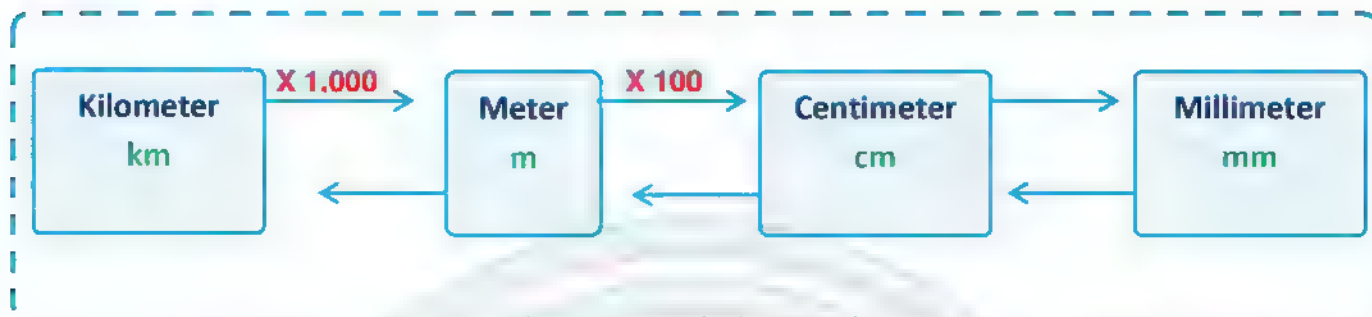 X 1,000
X 100
Kilometer
Meter
Centimeter
Millimeter
km
m
cm
mm